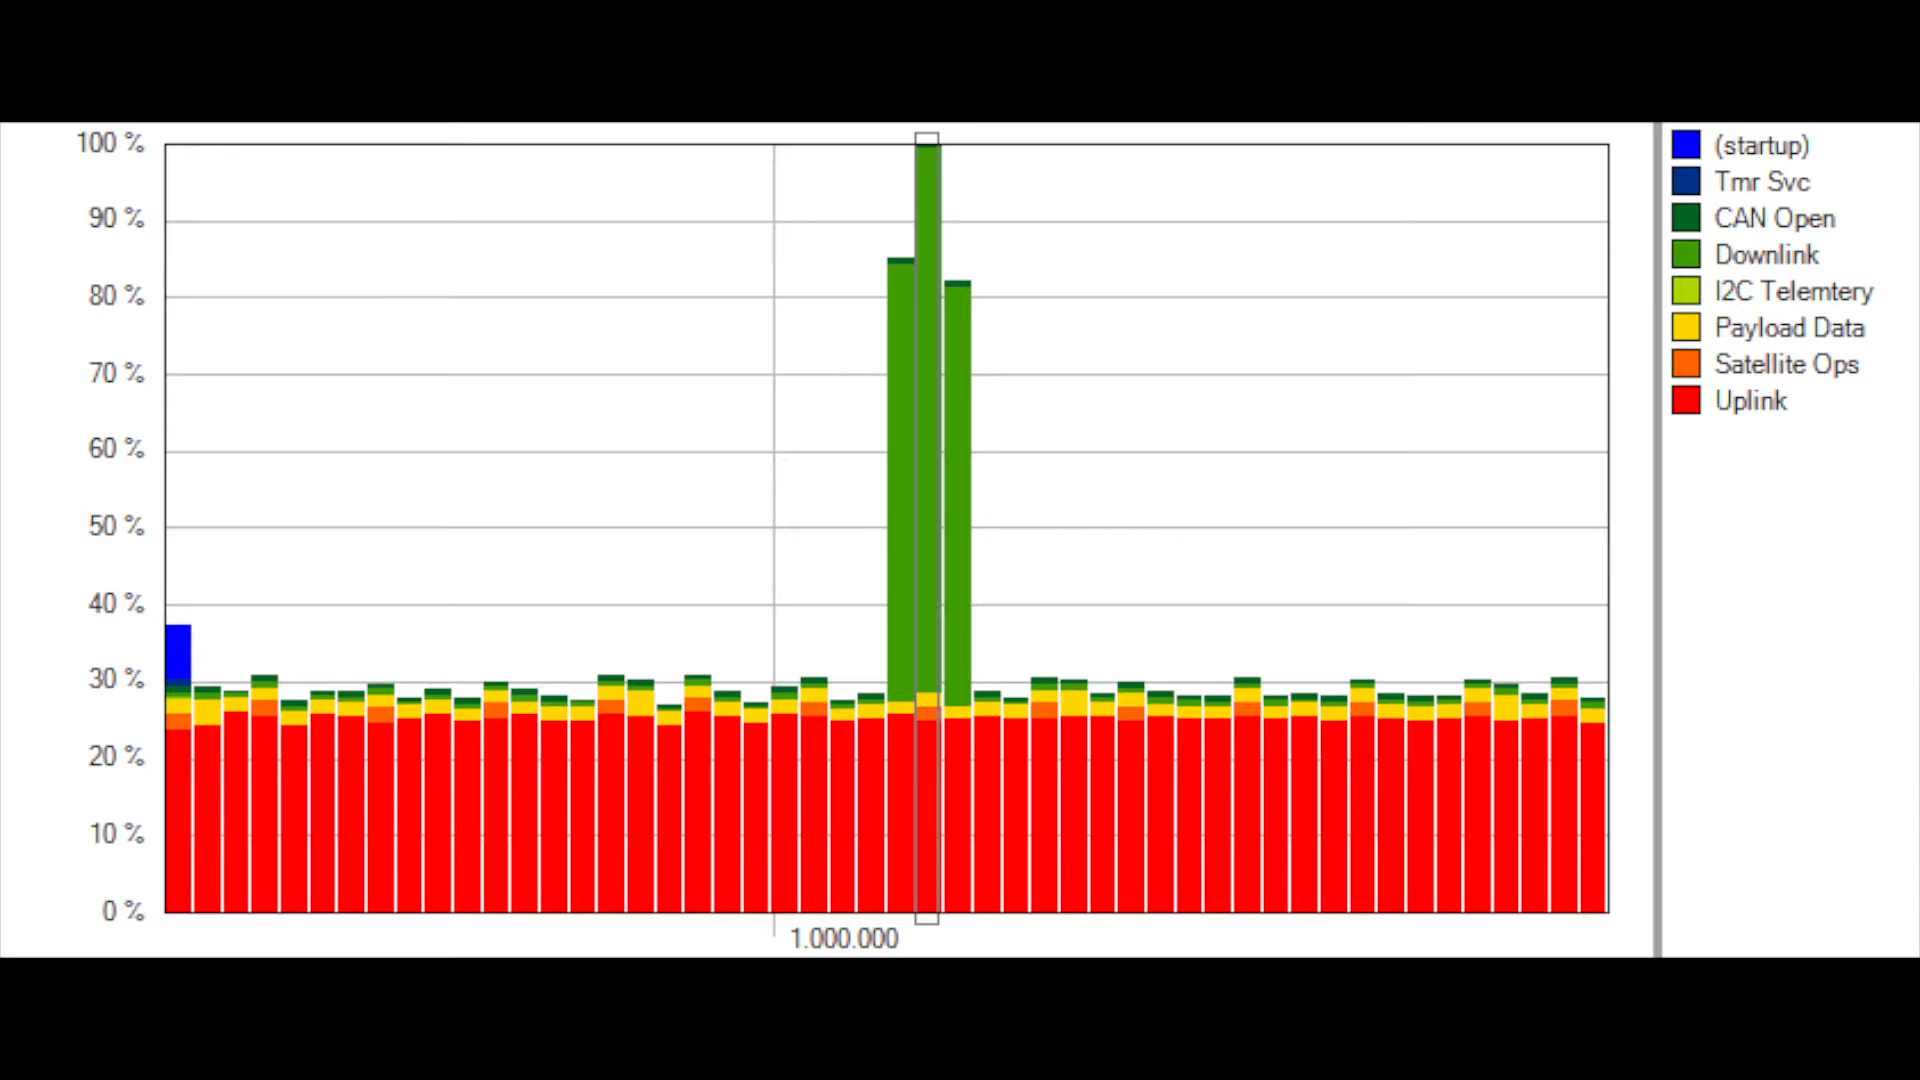 100 %
90 %
80 %
70 %
60 %
50 %
40 %
30 %
20 %
10 %
0 %
1.000.000
(startup)
Tmr Svc
CAN Open
Downlink
I2C Telemtery
Payload Data
Satellite Ops
Uplink